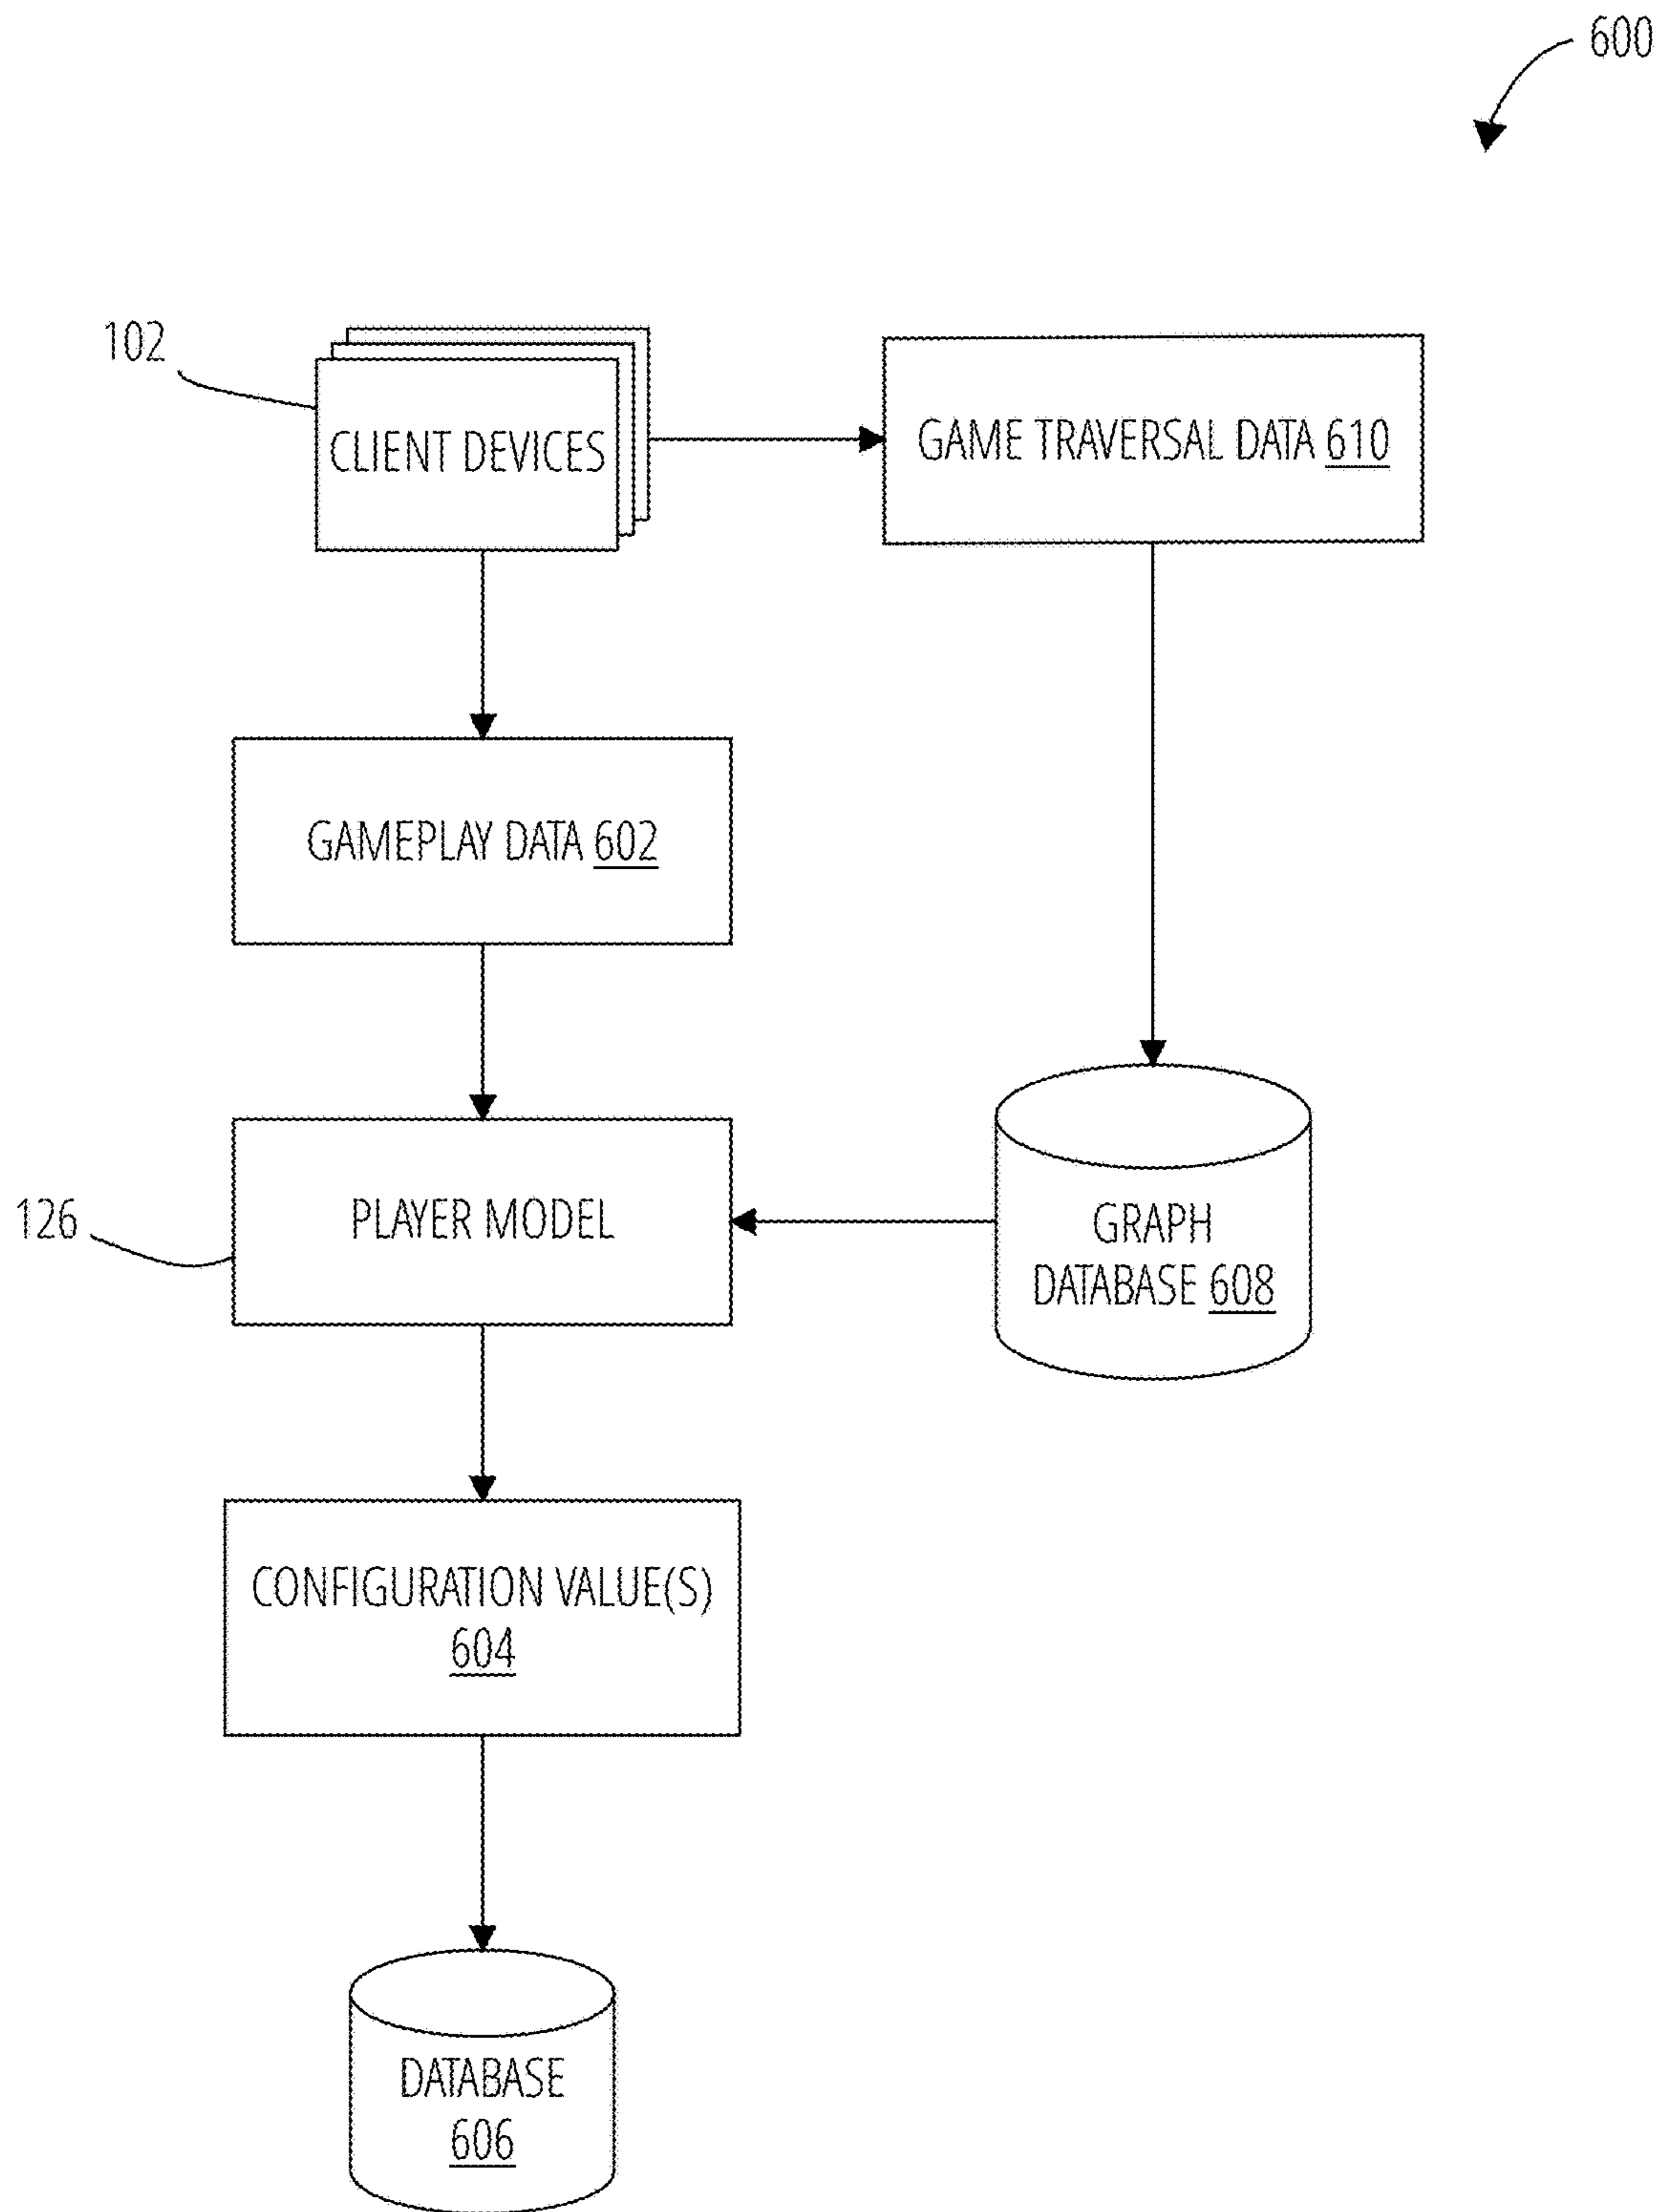 600
102
CLIENT DEVICES
GAME TRAVERSAL DATA 610
GAMEPLAY DATA 602
126
PLAYER MODEL
GRAPH
DATABASE 608
CONFIGURATION VALUE(S)
604
DATABASE
606